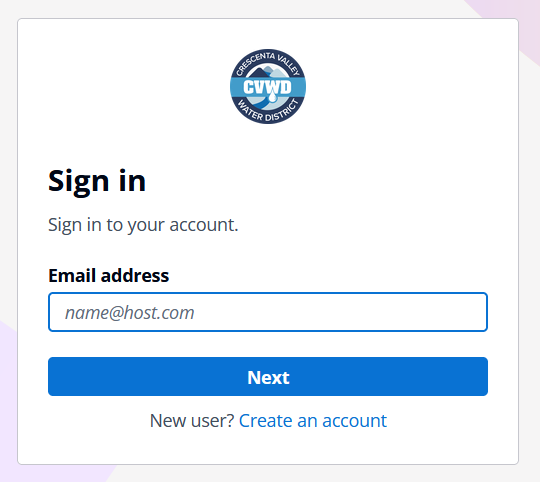 CRESCENTA VALLEY
CVWD
WATER DISTRICT
Sign in
Sign in to your account.
Email address
name@host.com
Next
New user? Create an account